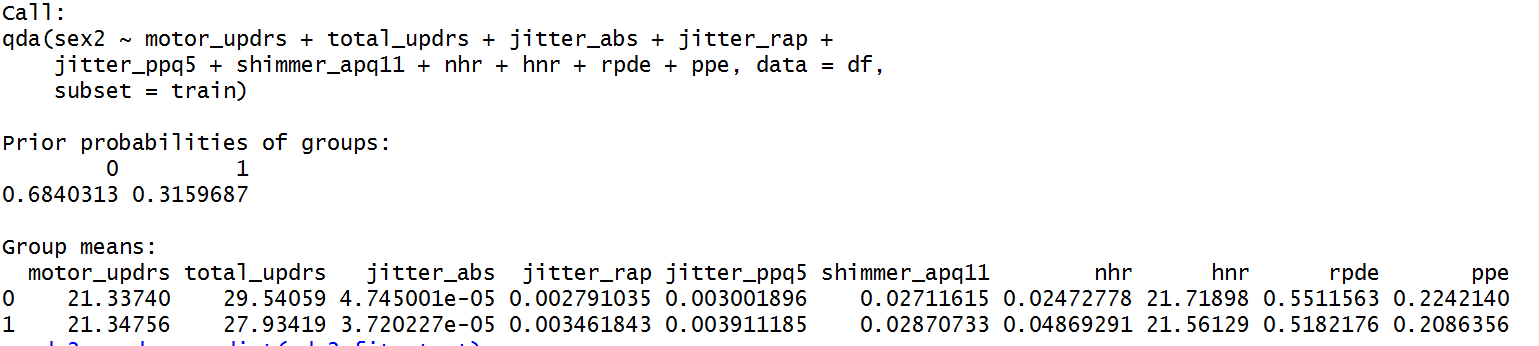 Call:
qda(sex2 ~ motor_updrs + total_updrs + jitter_abs + jitter_rap +
    jitter_ppq5 + shimmer_apq11 + nhr + hnr + rpde + ppe, data = df,
    subset = train)

Prior probabilities of groups:
        0         1
0.6840313 0.3159687

Group means:
  motor_updrs total_updrs   jitter_abs  jitter_rap jitter_ppq5 shimmer_apq11        nhr      hnr      rpde       ppe
0    21.33740    29.54059 4.745001e-05 0.002791035 0.003001896    0.02711615 0.02472778 21.71898 0.5511563 0.2242140
1    21.34756    27.93419 3.720227e-05 0.003461843 0.003911185    0.02870733 0.04869291 21.56129 0.5182176 0.2086356